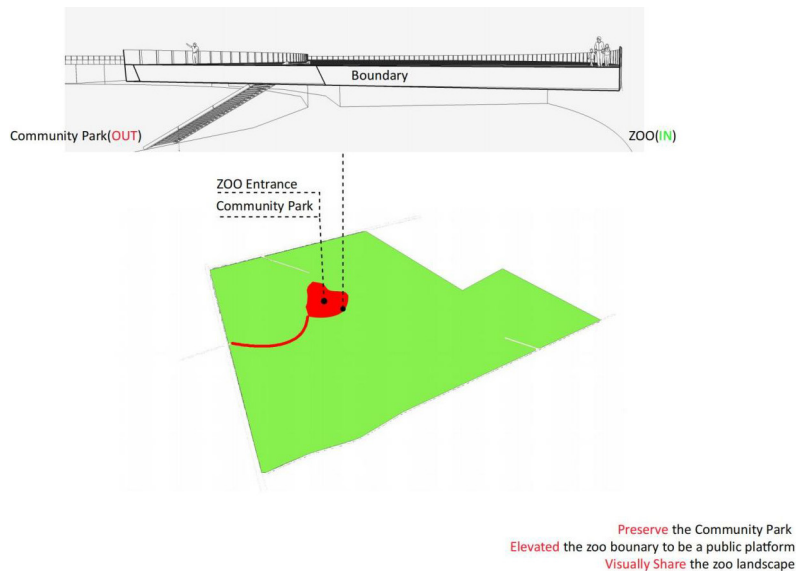 Boundary
Community Park(OUT)
ZOO(IN)
ZOO Entrance
Community Park
Preserve the Community Park
Elevated the zoo bounary to be a public platform
Visually Share the zoo landscape